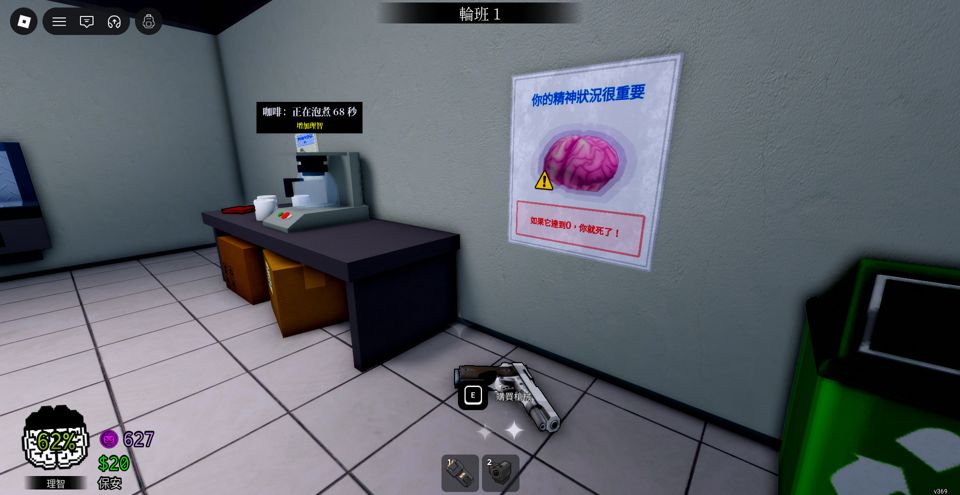 輪班 1
咖啡：正在泡煮 68 秒
增加理智
你的精神狀況很重要
如果它達到0，你就死了！
E
62%
627
$20
理智
保安
1
2
v369